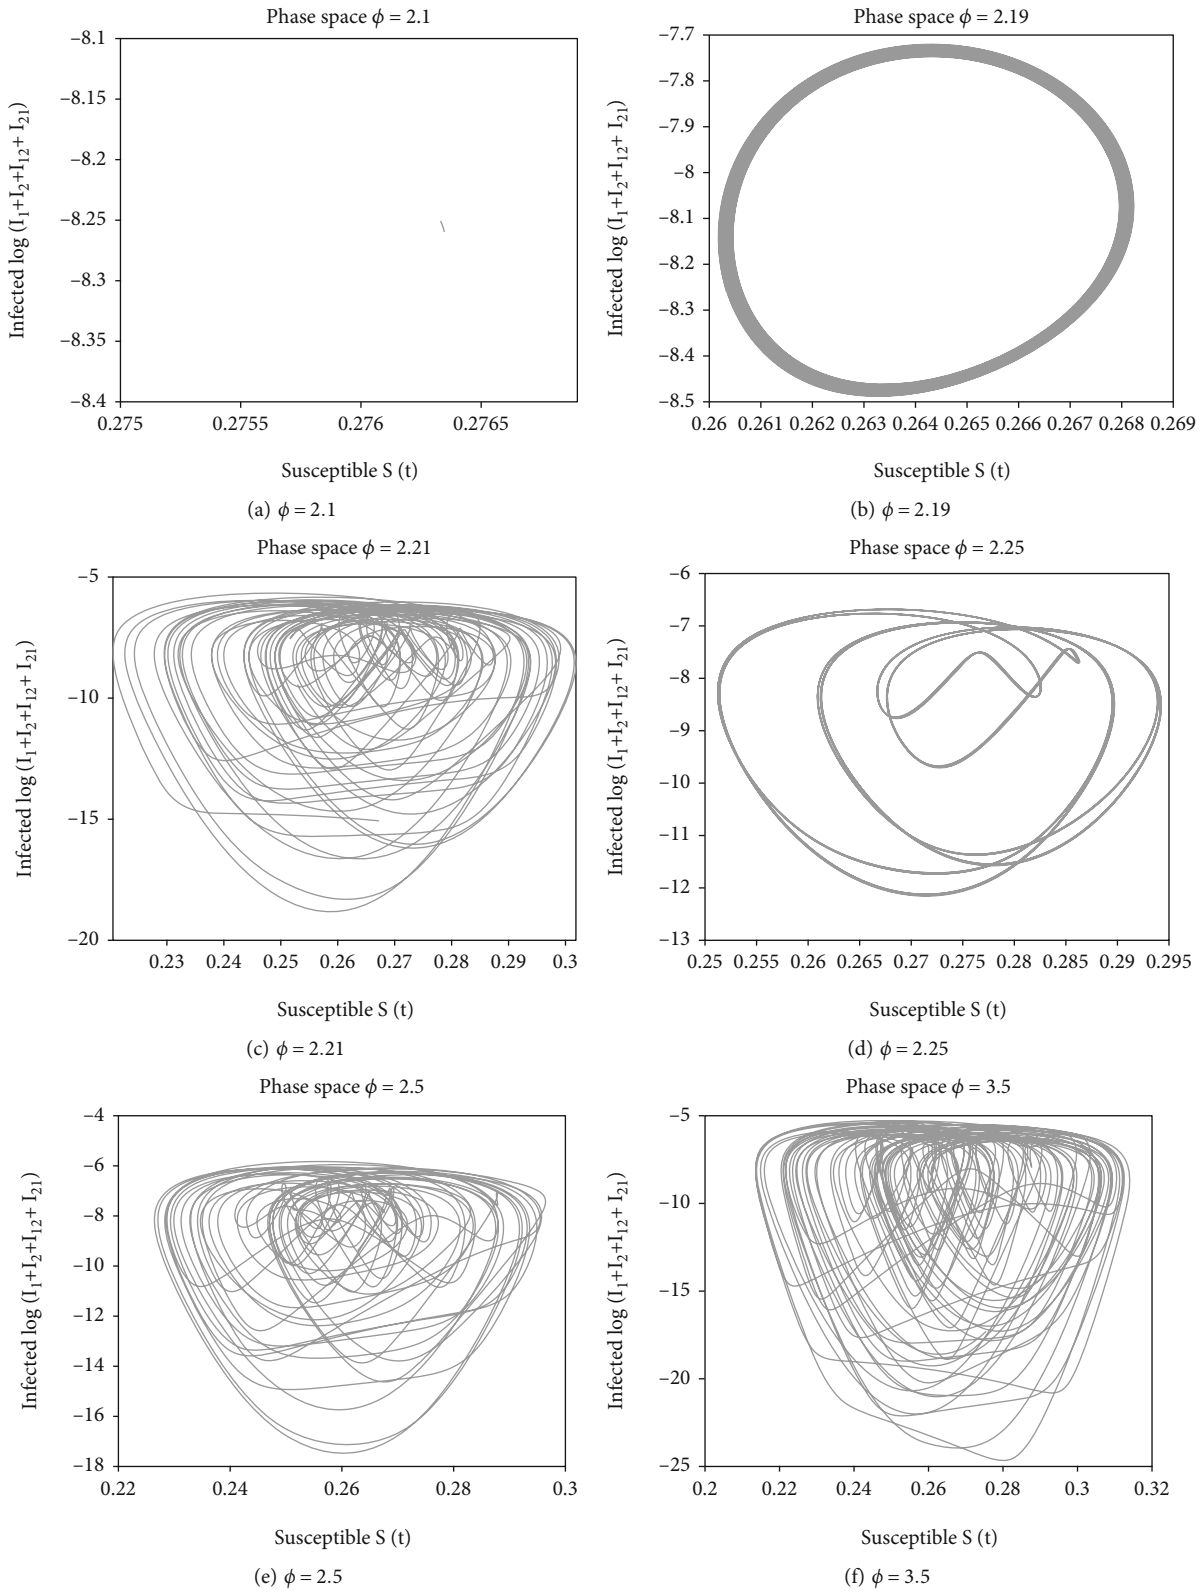 Phase space ϕ = 2.1
Infected log (I1+I2+I12+ I21)
−8.1
−8.15
−8.2
−8.25
−8.3
−8.35
−8.4
0.275 0.2755 0.276 0.2765
Susceptible S (t)
(a) ϕ = 2.1
Phase space ϕ = 2.19
Infected log (I1+I2+I12+ I21)
−7.7
−7.8
−7.9
−8
−8.1
−8.2
−8.3
−8.4
−8.5
0.26 0.261 0.262 0.263 0.264 0.265 0.266 0.267 0.268 0.269
Susceptible S (t)
(b) ϕ = 2.19
Phase space ϕ = 2.21
Infected log (I1+I2+I12+ I21)
−5
−10
−15
−20
0.23 0.24 0.25 0.26 0.27 0.28 0.29 0.3
Susceptible S (t)
(c) ϕ = 2.21
Phase space ϕ = 2.25
Infected log (I1+I2+I12+ I21)
−6
−7
−8
−9
−10
−11
−12
−13
0.25 0.255 0.26 0.265 0.27 0.275 0.28 0.285 0.29 0.295
Susceptible S (t)
(d) ϕ = 2.25
Phase space ϕ = 2.5
Infected log (I1+I2+I12+ I21)
−4
−6
−8
−10
−12
−14
−16
−18
0.22 0.24 0.26 0.28 0.3
Susceptible S (t)
(e) ϕ = 2.5
Phase space ϕ = 3.5
Infected log (I1+I2+I12+ I21)
−5
−10
−15
−20
−25
0.2 0.22 0.24 0.26 0.28 0.3 0.32
Susceptible S (t)
(f) ϕ = 3.5